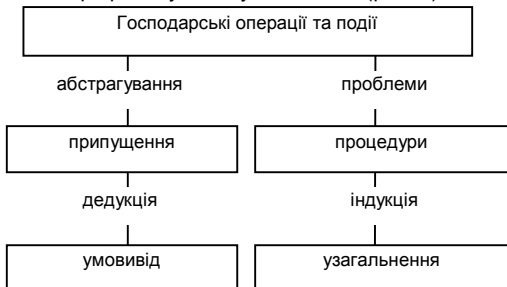 Господарські операції та події
абстрагування проблеми
припущення процедури
дедукція індукція
умовивід узагальнення